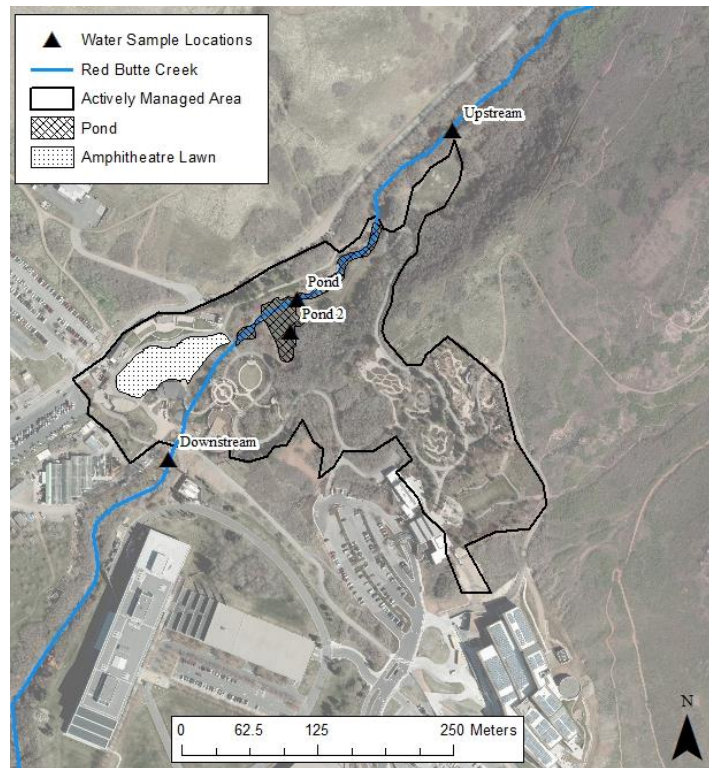 Water Sample Locations
Red Butte Creek
Actively Managed Area
Pond
Amphitheatre Lawn
Upstream
Pond
Pond 2
Downstream
N
0 62.5 125 250 Meters